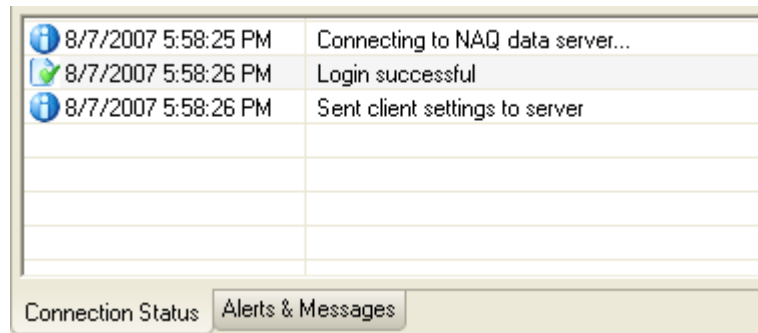 8/7/2007 5:58:25 PM Connecting to NAQ data server...
8/7/2007 5:58:26 PM Login successful
8/7/2007 5:58:26 PM Sent client settings to server
Connection Status Alerts & Messages